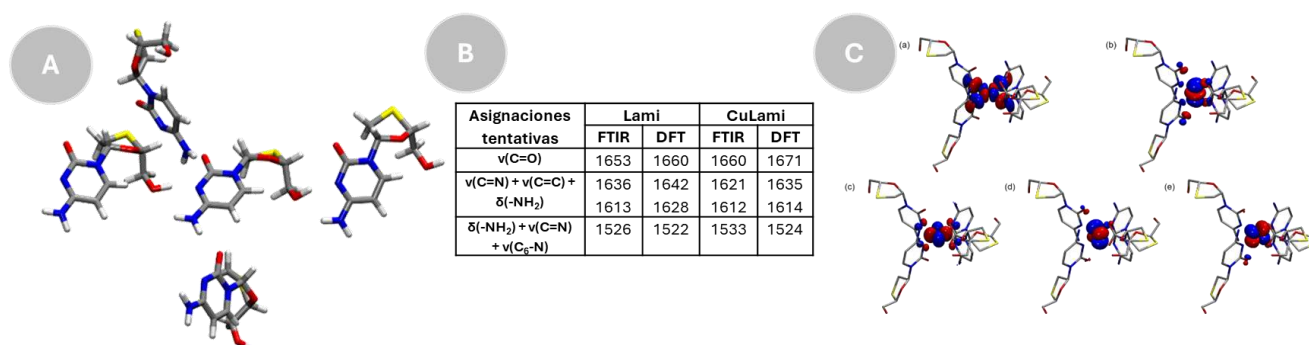 A
B
C
Asignaciones tentativas Lami CuLami
FTIR DFT FTIR DFT
ν(C=O) 1653 1660 1660 1671
ν(C=N) + ν(C=C) + 1636 1642 1621 1635
δ(-NH₂) 1613 1628 1612 1614
δ(-NH₂) + ν(C=N) 1526 1522 1533 1524
+ ν(C₆-N)
(a)
(b)
(c)
(d)
(e)